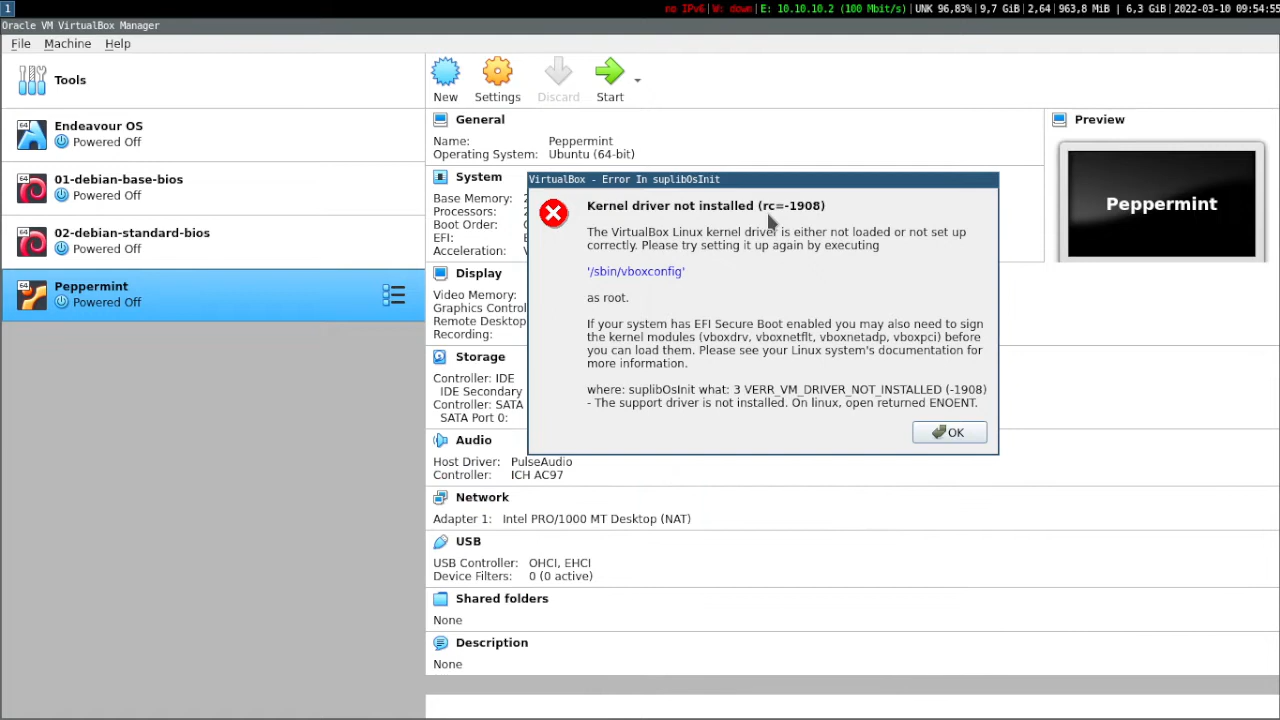 1
no IPv6|W: down|E: 10.10.10.2 (100 Mbit/s)|UNK 96,83%|9,7 GiB|2,64|963,8 MiB | 6,3 GiB|2022-03-10 09:54:55
Oracle VM VirtualBox Manager
File Machine Help
Tools
64
Endeavour OS
Powered Off
64
01-debian-base-bios
Powered Off
64
02-debian-standard-bios
Powered Off
64
Peppermint
Powered Off
New Settings Discard Start
General
Name: Peppermint
Operating System: Ubuntu (64-bit)
System
Base Memory: 2
Processors: 2
Boot Order:
EFI:
Acceleration:
Display
Video Memory:
Graphics Control
Remote Desktop
Recording:
Storage
Controller: IDE
IDE Secondary
Controller: SATA
SATA Port 0:
Audio
Host Driver: PulseAudio
Controller: ICH AC97
Network
Adapter 1: Intel PRO/1000 MT Desktop (NAT)
USB
USB Controller: OHCI, EHCI
Device Filters: 0 (0 active)
Shared folders
None
Description
None
Preview
Peppermint
VirtualBox - Error In suplibOsInit
Kernel driver not installed (rc=-1908)
The VirtualBox Linux kernel driver is either not loaded or not set up
correctly. Please try setting it up again by executing
'/sbin/vboxconfig'
as root.
If your system has EFI Secure Boot enabled you may also need to sign
the kernel modules (vboxdrv, vboxnetflt, vboxnetadp, vboxpci) before
you can load them. Please see your Linux system's documentation for
more information.
where: suplibOsInit what: 3 VERR_VM_DRIVER_NOT_INSTALLED (-1908)
- The support driver is not installed. On linux, open returned ENOENT.
OK